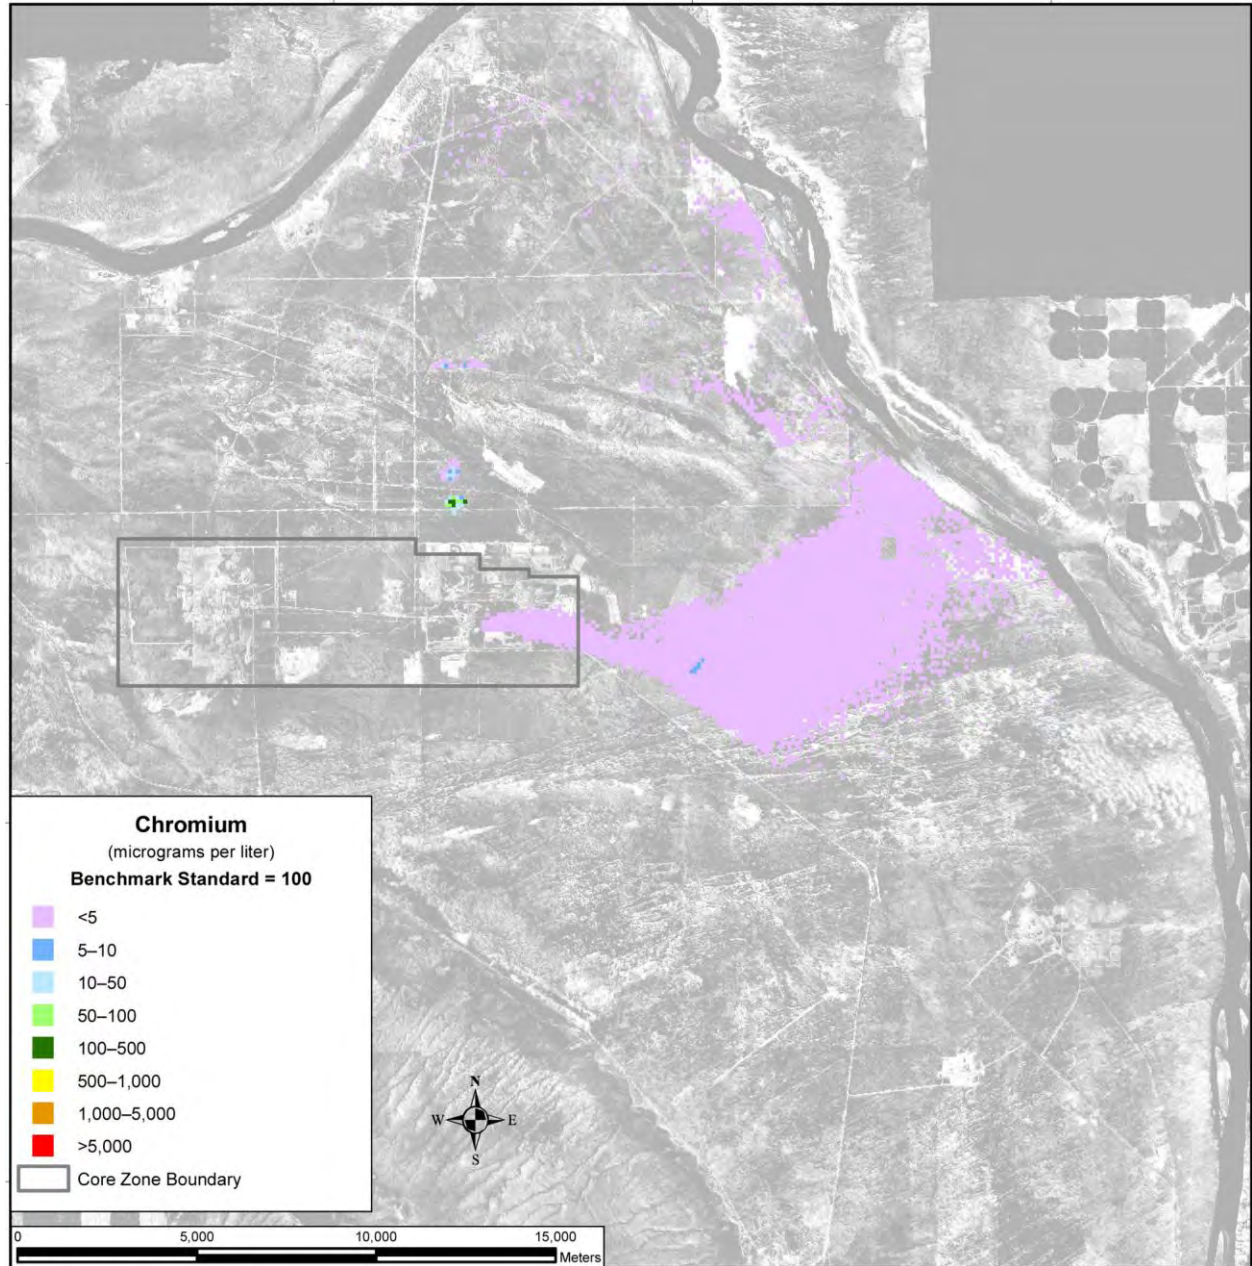 Chromium
(micrograms per liter)
Benchmark Standard = 100
<5
5–10
10–50
50–100
100–500
500–1,000
1,000–5,000
>5,000
Core Zone Boundary
N
W E
S
0 5,000 10,000 15,000
Meters